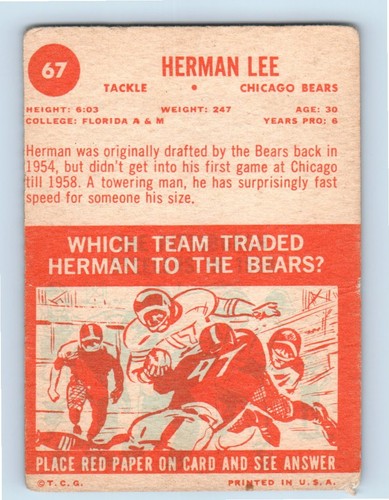 67
HERMAN LEE
TACKLE • CHICAGO BEARS
HEIGHT: 6:03 WEIGHT: 247 AGE: 30
COLLEGE: FLORIDA A & M YEARS PRO: 6
Herman was originally drafted by the Bears back in
1954, but didn't get into his first game at Chicago
till 1958. A towering man, he has surprisingly fast
speed for someone his size.
WHICH TEAM TRADED
HERMAN TO THE BEARS?
47
PLACE RED PAPER ON CARD AND SEE ANSWER
©T.C.G. PRINTED IN U.S.A.